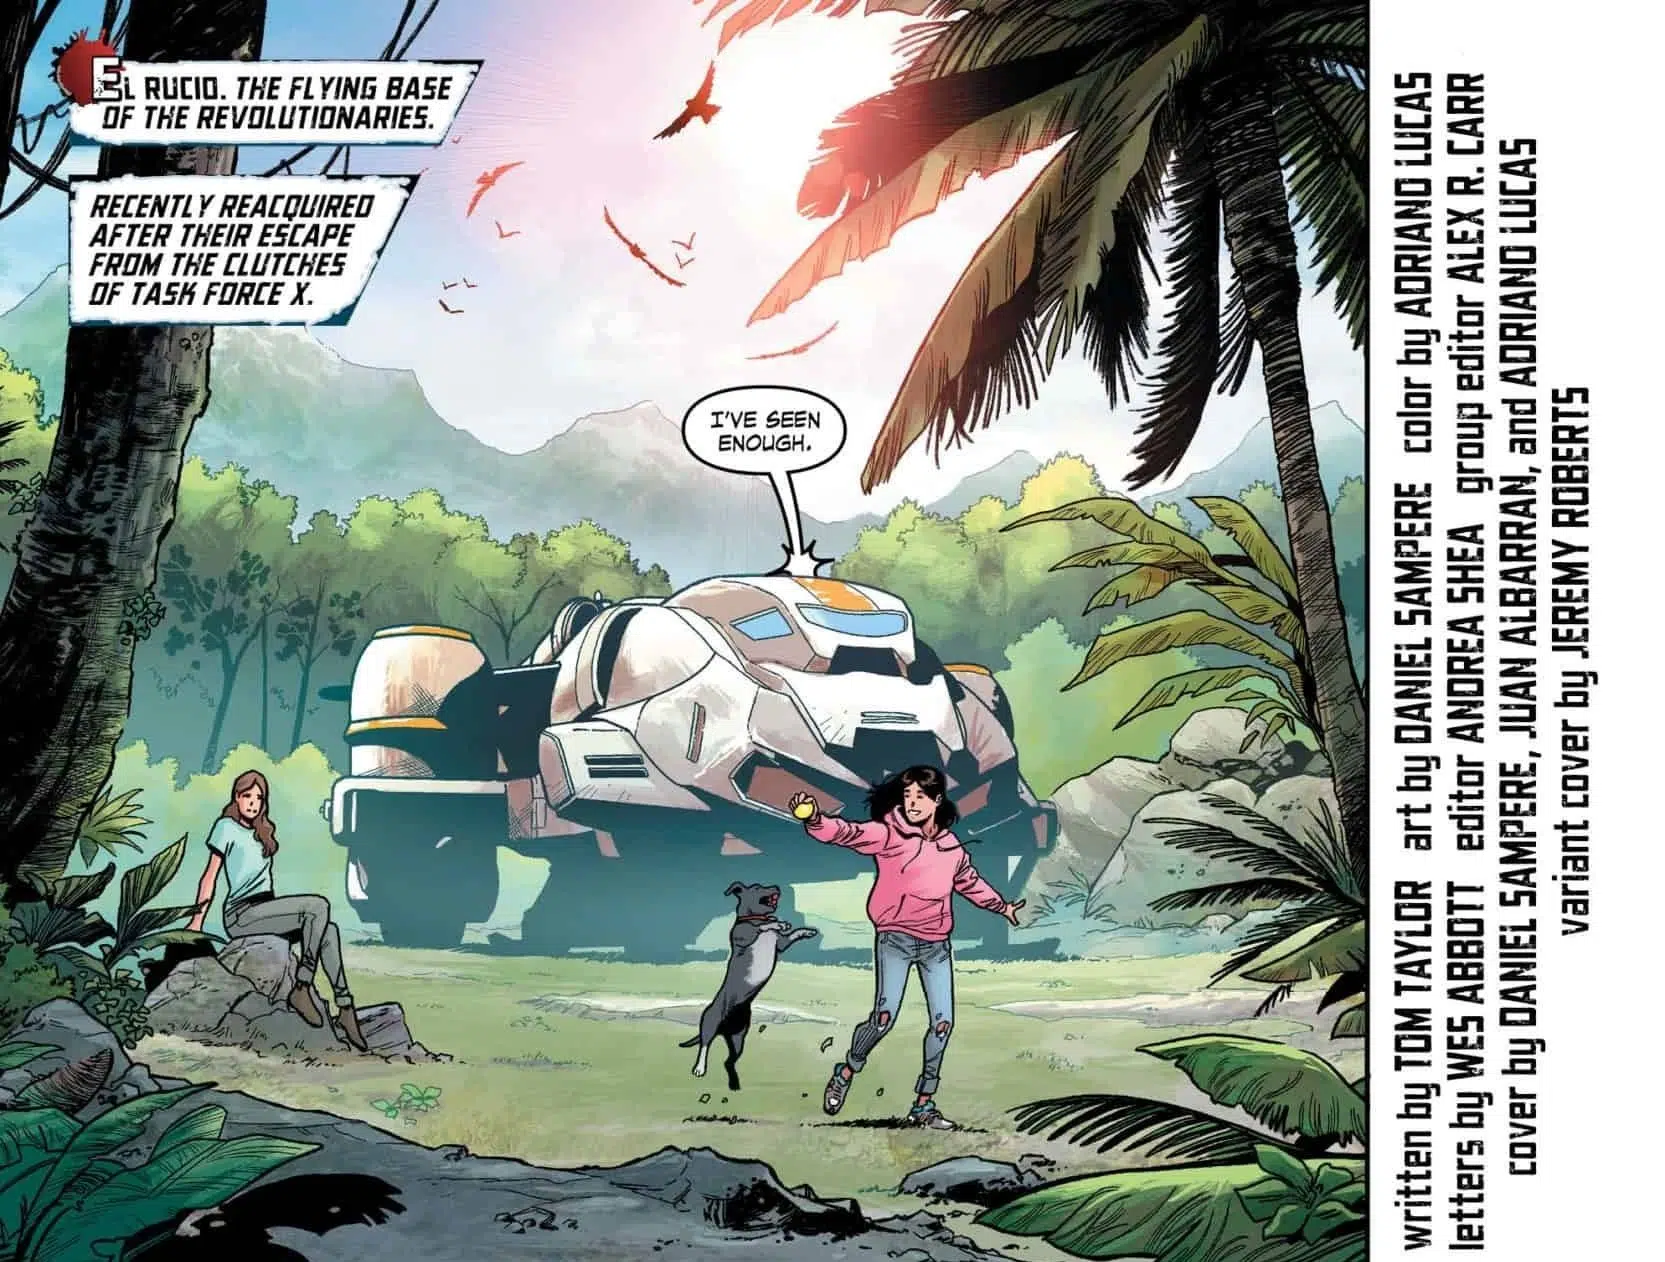 EL RUCIO. THE FLYING BASE
OF THE REVOLUTIONARIES.
RECENTLY REACQUIRED
AFTER THEIR ESCAPE
FROM THE CLUTCHES
OF TASK FORCE X.
I'VE SEEN
ENOUGH.
written by TOM TAYLOR art by DANIEL SAMPERE color by ADRIANO LUCAS
letters by WES ABBOTT editor ANDREA SHEA group editor ALEX R. CARR
cover by DANIEL SAMPERE, JUAN ALBARRAN, and ADRIANO LUCAS
variant cover by JEREMY ROBERTS